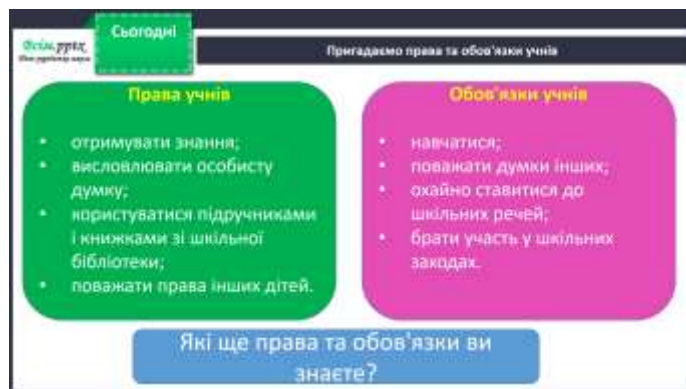 Сьогодні
Всім.pptx
Пригадаємо права та обов'язки учнів
Права учнів
отримувати знання;
висловлювати особисту
думку;
користуватися підручниками
і книжками зі шкільної
бібліотеки;
поважати права інших дітей.
Обов'язки учнів
навчатися;
поважати думки інших;
охайно ставитися до
шкільних речей;
брати участь у шкільних
заходах.
Які ще права та обов'язки ви
знаєте?